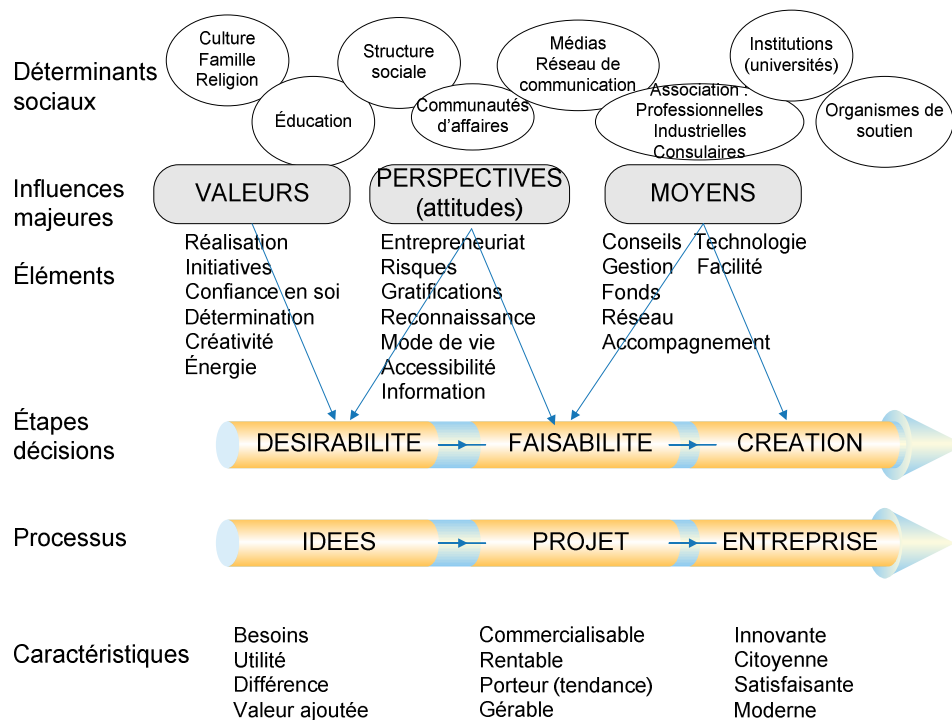 Déterminants
sociaux
Culture
Famille
Religion
Éducation
Structure
sociale
Communautés
d'affaires
Médias
Réseau de
communication
Association :
Professionnelles
Industrielles
Consulaires
Institutions
(universités)
Organismes de
soutien
Influences
majeures
VALEURS
PERSPECTIVES
(attitudes)
MOYENS
Éléments
Réalisation
Initiatives
Confiance en soi
Détermination
Créativité
Énergie
Entrepreneuriat
Risques
Gratifications
Reconnaissance
Mode de vie
Accessibilité
Information
Conseils Technologie
Gestion Facilité
Fonds
Réseau
Accompagnement
Étapes
décisions
DESIRABILITE
FAISABILITE
CREATION
Processus
IDEES
PROJET
ENTREPRISE
Caractéristiques
Besoins
Utilité
Différence
Valeur ajoutée
Commercialisable
Rentable
Porteur (tendance)
Gérable
Innovante
Citoyenne
Satisfaisante
Moderne